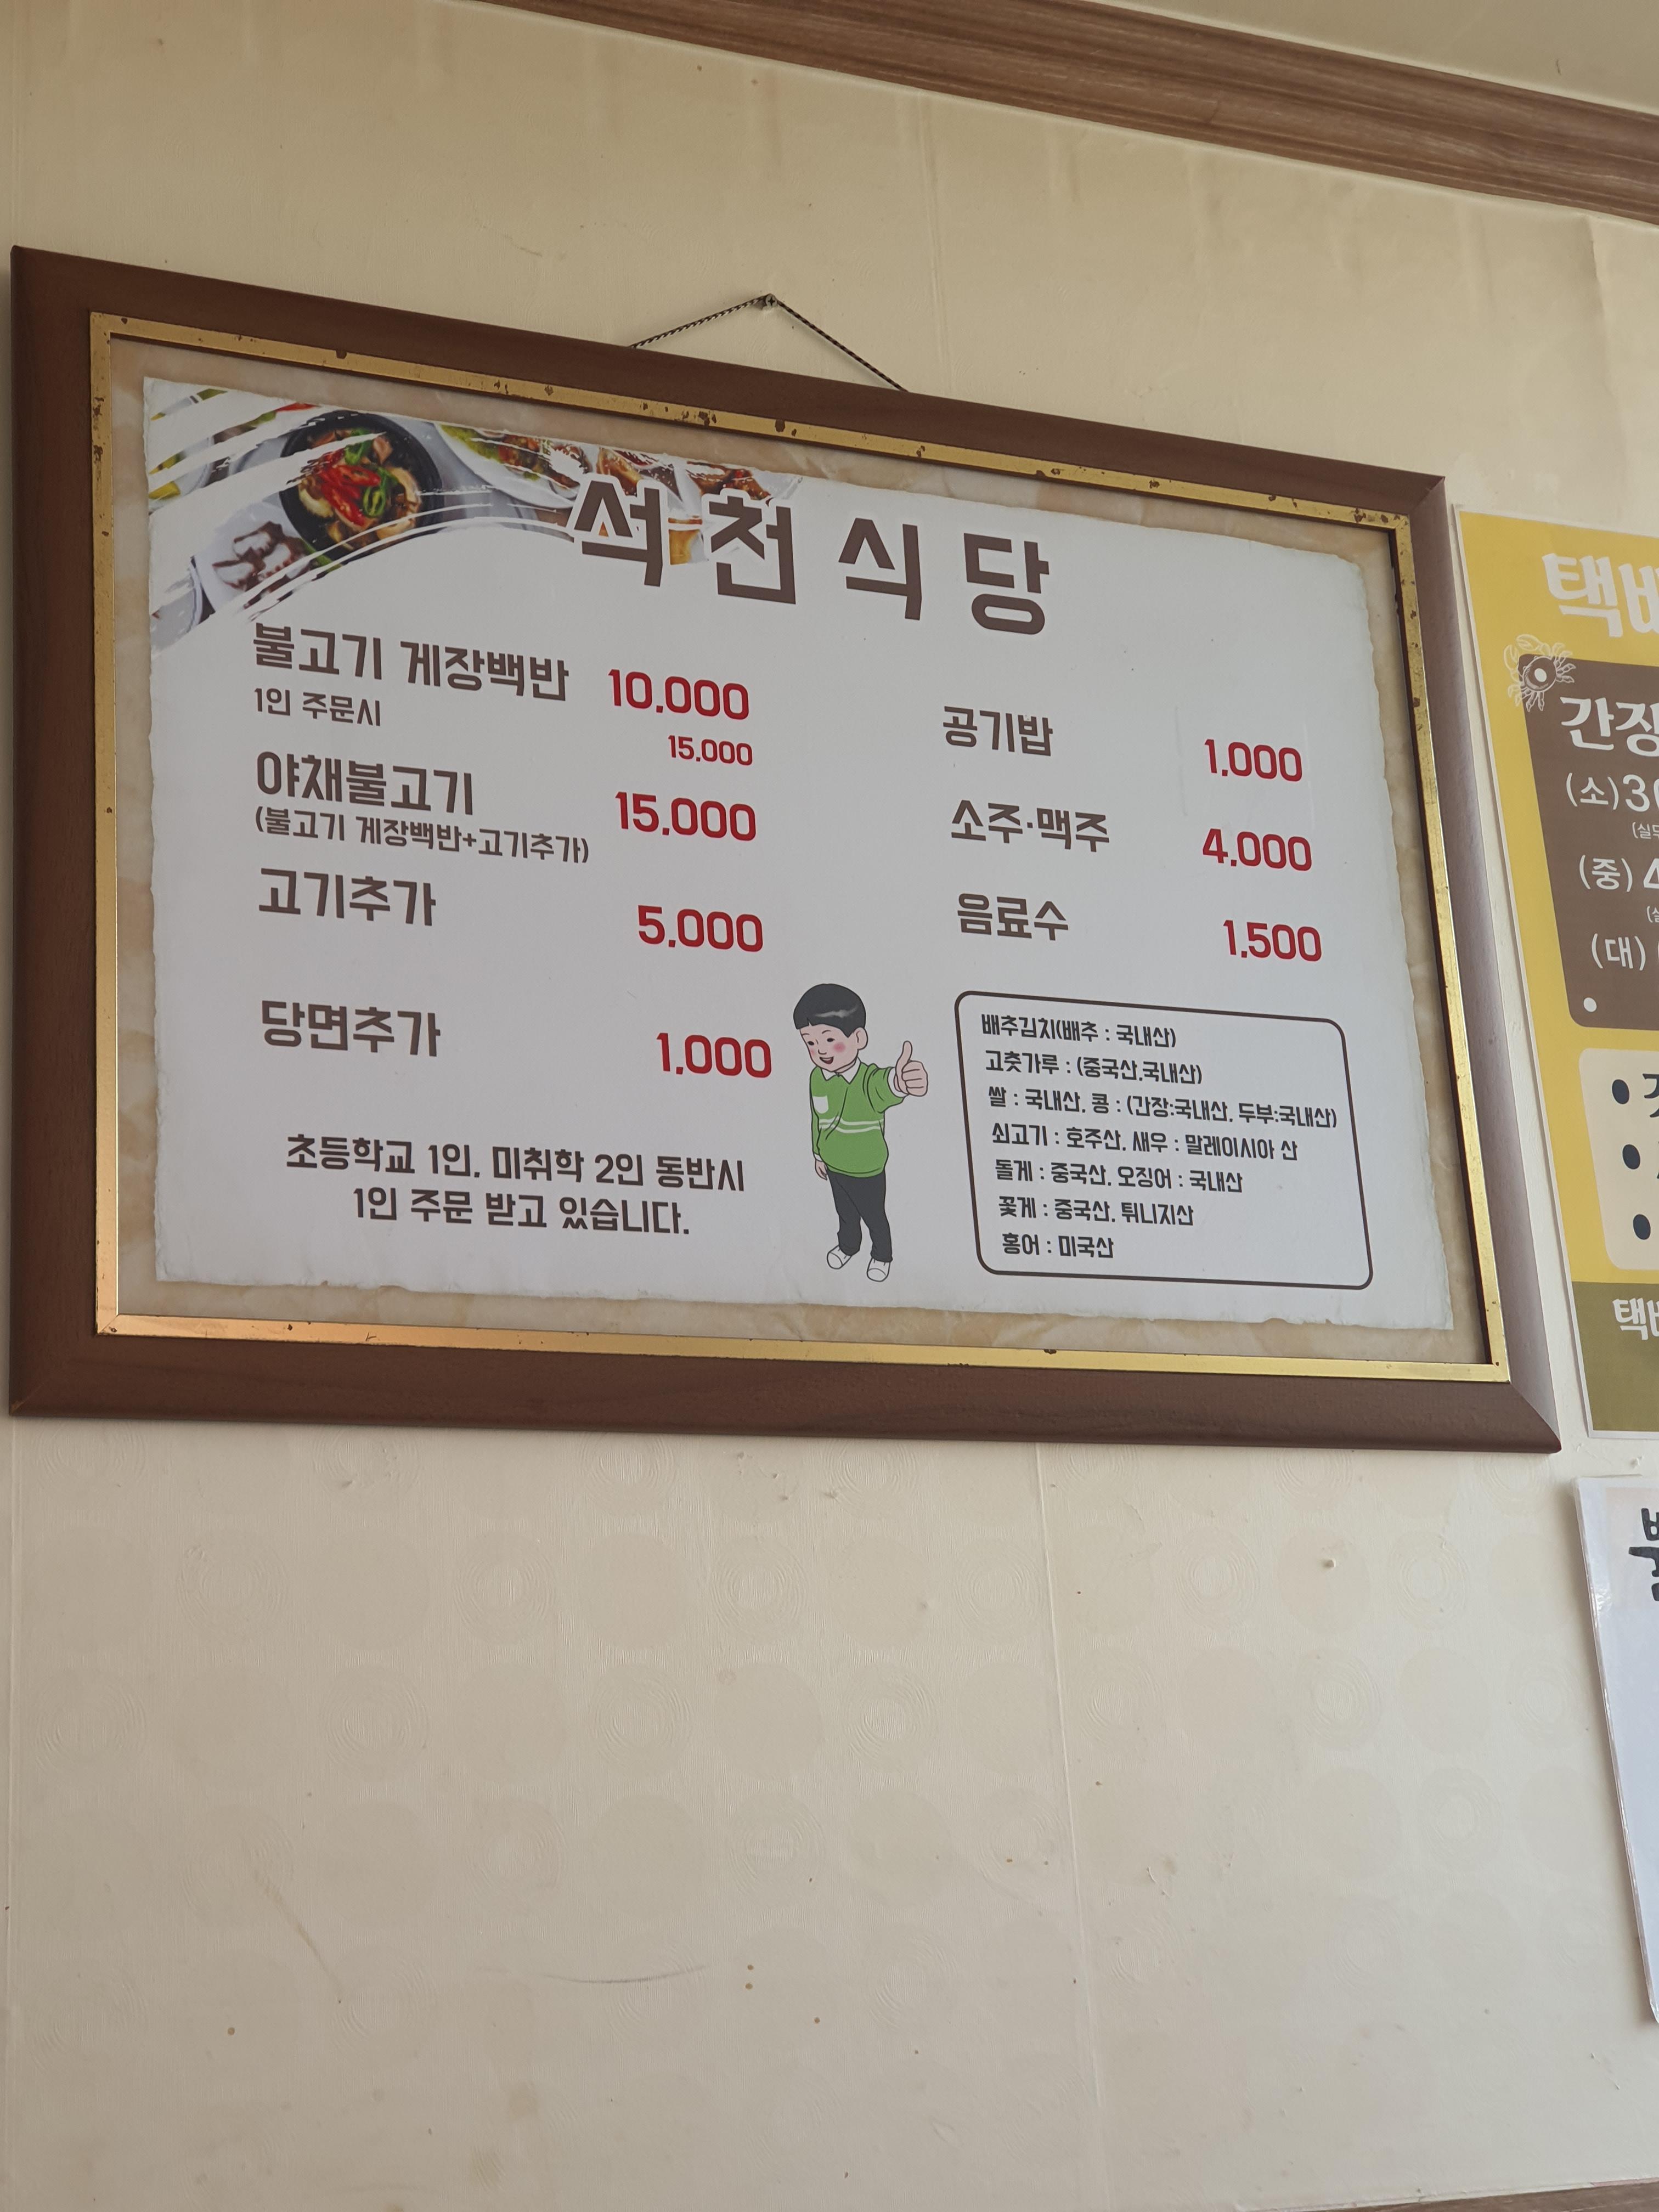 석천식당
불고기 게장백반 10,000
1인 주문시 15,000
야채불고기 15,000
(불고기 게장백반+고기추가)
고기추가 5,000
당면추가 1,000
초등학교 1인, 미취학 2인 동반시
1인 주문 받고 있습니다.
공기밥 1,000
소주·맥주 4,000
음료수 1,500
배추김치(배추 : 국내산)
고춧가루 : (중국산,국내산)
쌀 : 국내산, 콩 : (간장:국내산, 두부:국내산)
쇠고기 : 호주산, 새우 : 말레이시아 산
돌게 : 중국산, 오징어 : 국내산
꽃게 : 중국산, 튀니지산
홍어 : 미국산
(소)
(중)
(대)